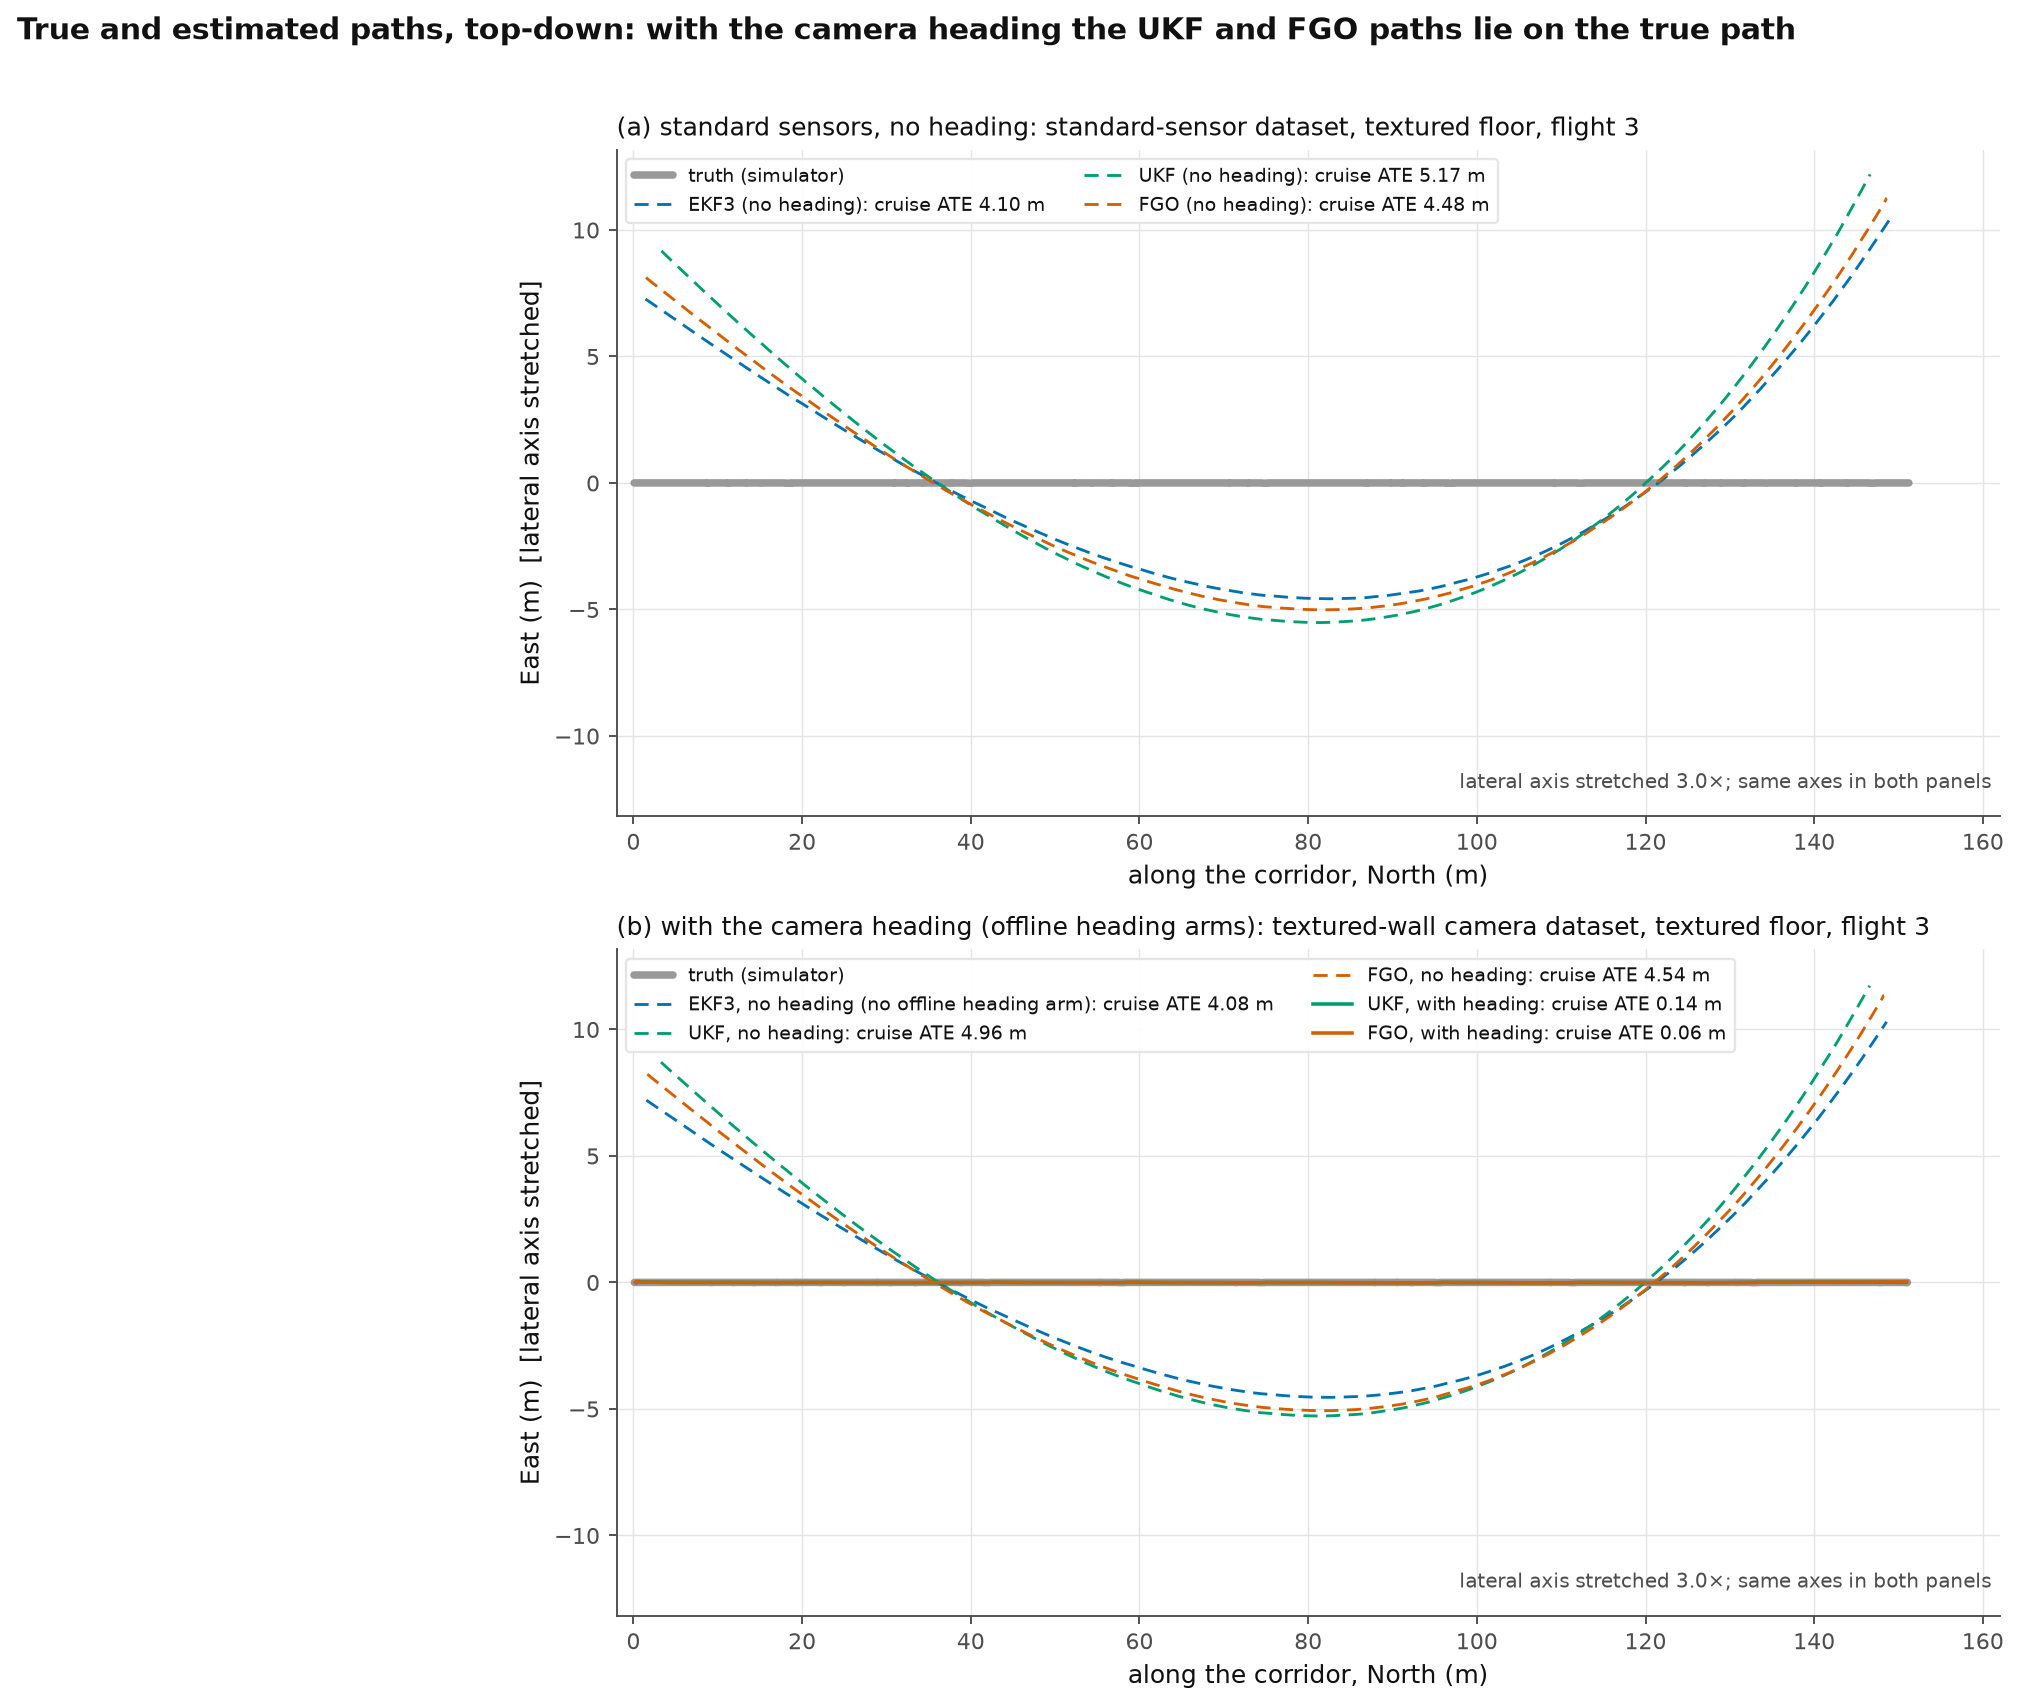 True and estimated paths, top-down: with the camera heading the UKF and FGO paths lie on the true path
(a) standard sensors, no heading: standard-sensor dataset, textured floor, flight 3
truth (simulator)
EKF3 (no heading): cruise ATE 4.10 m
UKF (no heading): cruise ATE 5.17 m
FGO (no heading): cruise ATE 4.48 m
East (m)  [lateral axis stretched]
10
5
0
−5
−10
lateral axis stretched 3.0×; same axes in both panels
0 20 40 60 80 100 120 140 160
along the corridor, North (m)
(b) with the camera heading (offline heading arms): textured-wall camera dataset, textured floor, flight 3
truth (simulator)
EKF3, no heading (no offline heading arm): cruise ATE 4.08 m
UKF, no heading: cruise ATE 4.96 m
FGO, no heading: cruise ATE 4.54 m
UKF, with heading: cruise ATE 0.14 m
FGO, with heading: cruise ATE 0.06 m
East (m)  [lateral axis stretched]
10
5
0
−5
−10
lateral axis stretched 3.0×; same axes in both panels
0 20 40 60 80 100 120 140 160
along the corridor, North (m)